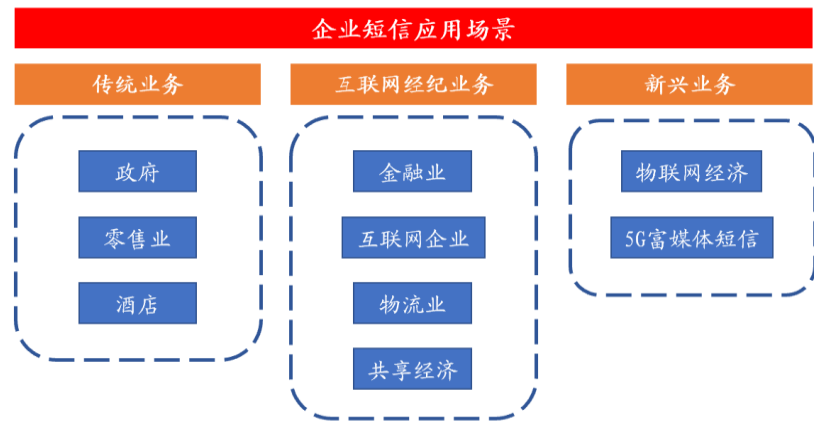 企业短信应用场景
传统业务
政府
零售业
酒店
互联网经纪业务
金融业
互联网企业
物流业
共享经济
新兴业务
物联网经济
5G富媒体短信